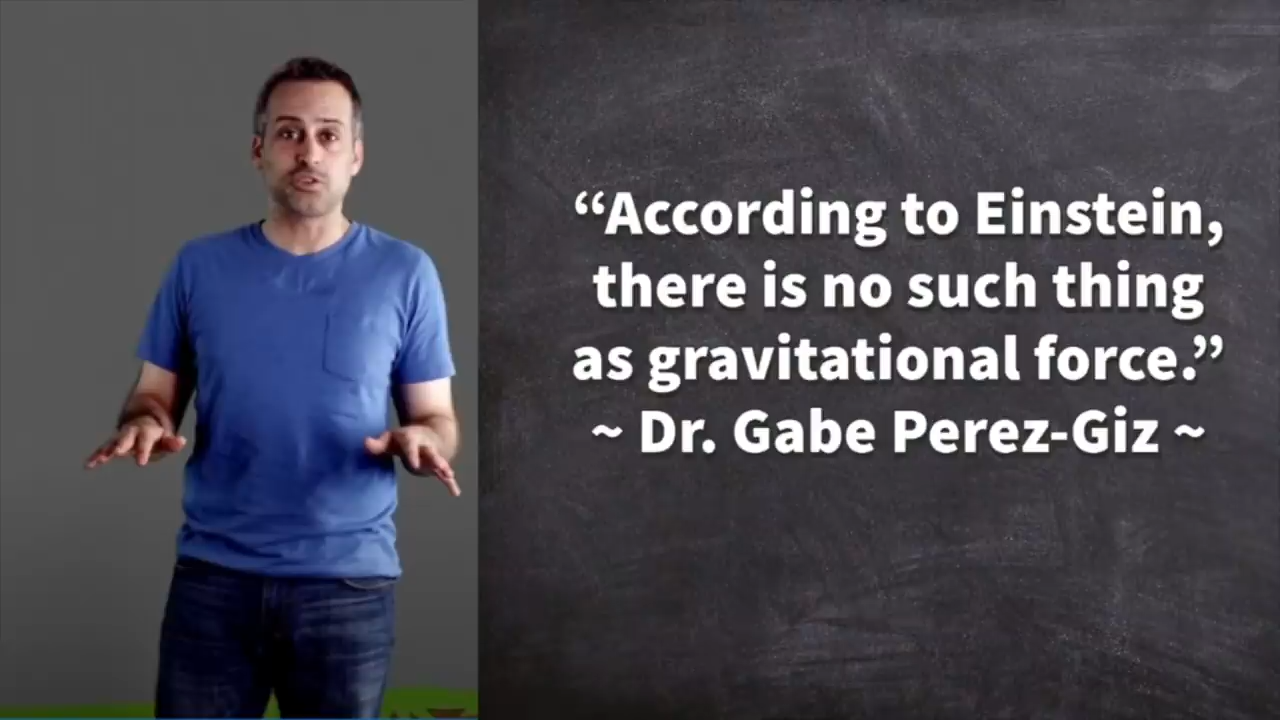 “According to Einstein,
there is no such thing
as gravitational force.”
~ Dr. Gabe Perez-Giz ~